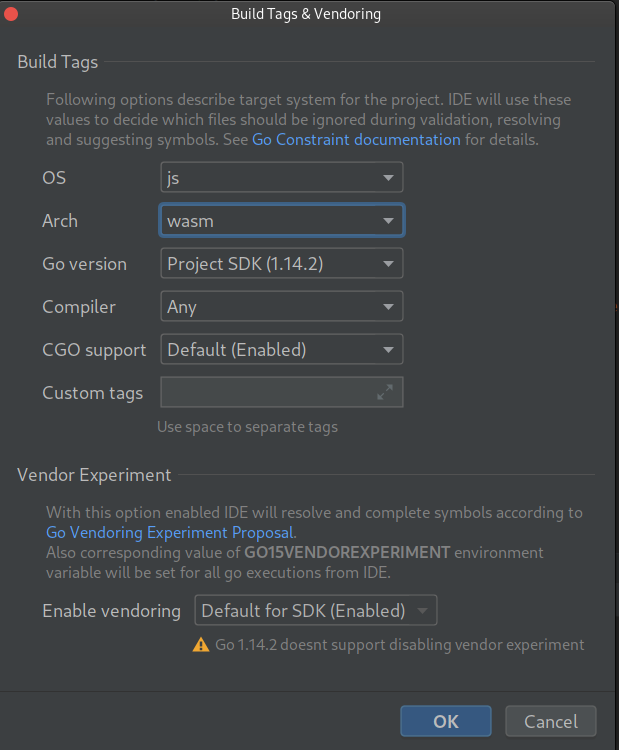 Build Tags & Vendoring
Build Tags
Following options describe target system for the project. IDE will use these
values to decide which files should be ignored during validation, resolving
and suggesting symbols. See Go Constraint documentation for details.
OS js
Arch wasm
Go version Project SDK (1.14.2)
Compiler Any
CGO support Default (Enabled)
Custom tags
Use space to separate tags
Vendor Experiment
With this option enabled IDE will resolve and complete symbols according to
Go Vendoring Experiment Proposal.
Also corresponding value of GO15VENDOREXPERIMENT environment
variable will be set for all go executions from IDE.
Enable vendoring Default for SDK (Enabled)
Go 1.14.2 doesnt support disabling vendor experiment
OK Cancel